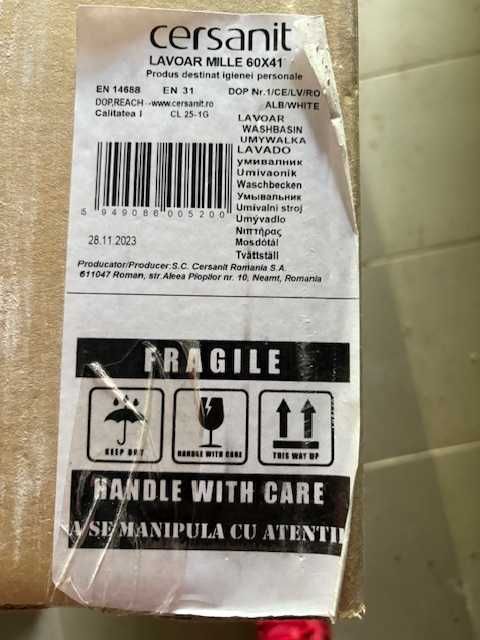 cersanit
LAVOAR MILLE 60X41
Produs destinat igienei personale
EN 14688 EN 31 DOP Nr.1/CE/LV/RO
DOP,REACH -www.cersanit.ro ALB/WHITE
Calitatea I CL 25-1G
LAVOAR
WASHBASIN
UMYWALKA
LAVADO
умивалник
Umivaonik
Waschbecken
Умывальник
Umivalni stroj
Umývadlo
Νιπτήρας
Mosdótál
Tvättställ
5 949086 005200
28.11.2023
Producator/Producer:S.C. Cersanit Romania S.A.
611047 Roman, str.Aleea Plopilor nr. 10, Neamt, Romania
FRAGILE
KEEP DRY
HANDLE WITH CARE
THIS WAY UP
HANDLE WITH CARE
A SE MANIPULA CU ATENTIE